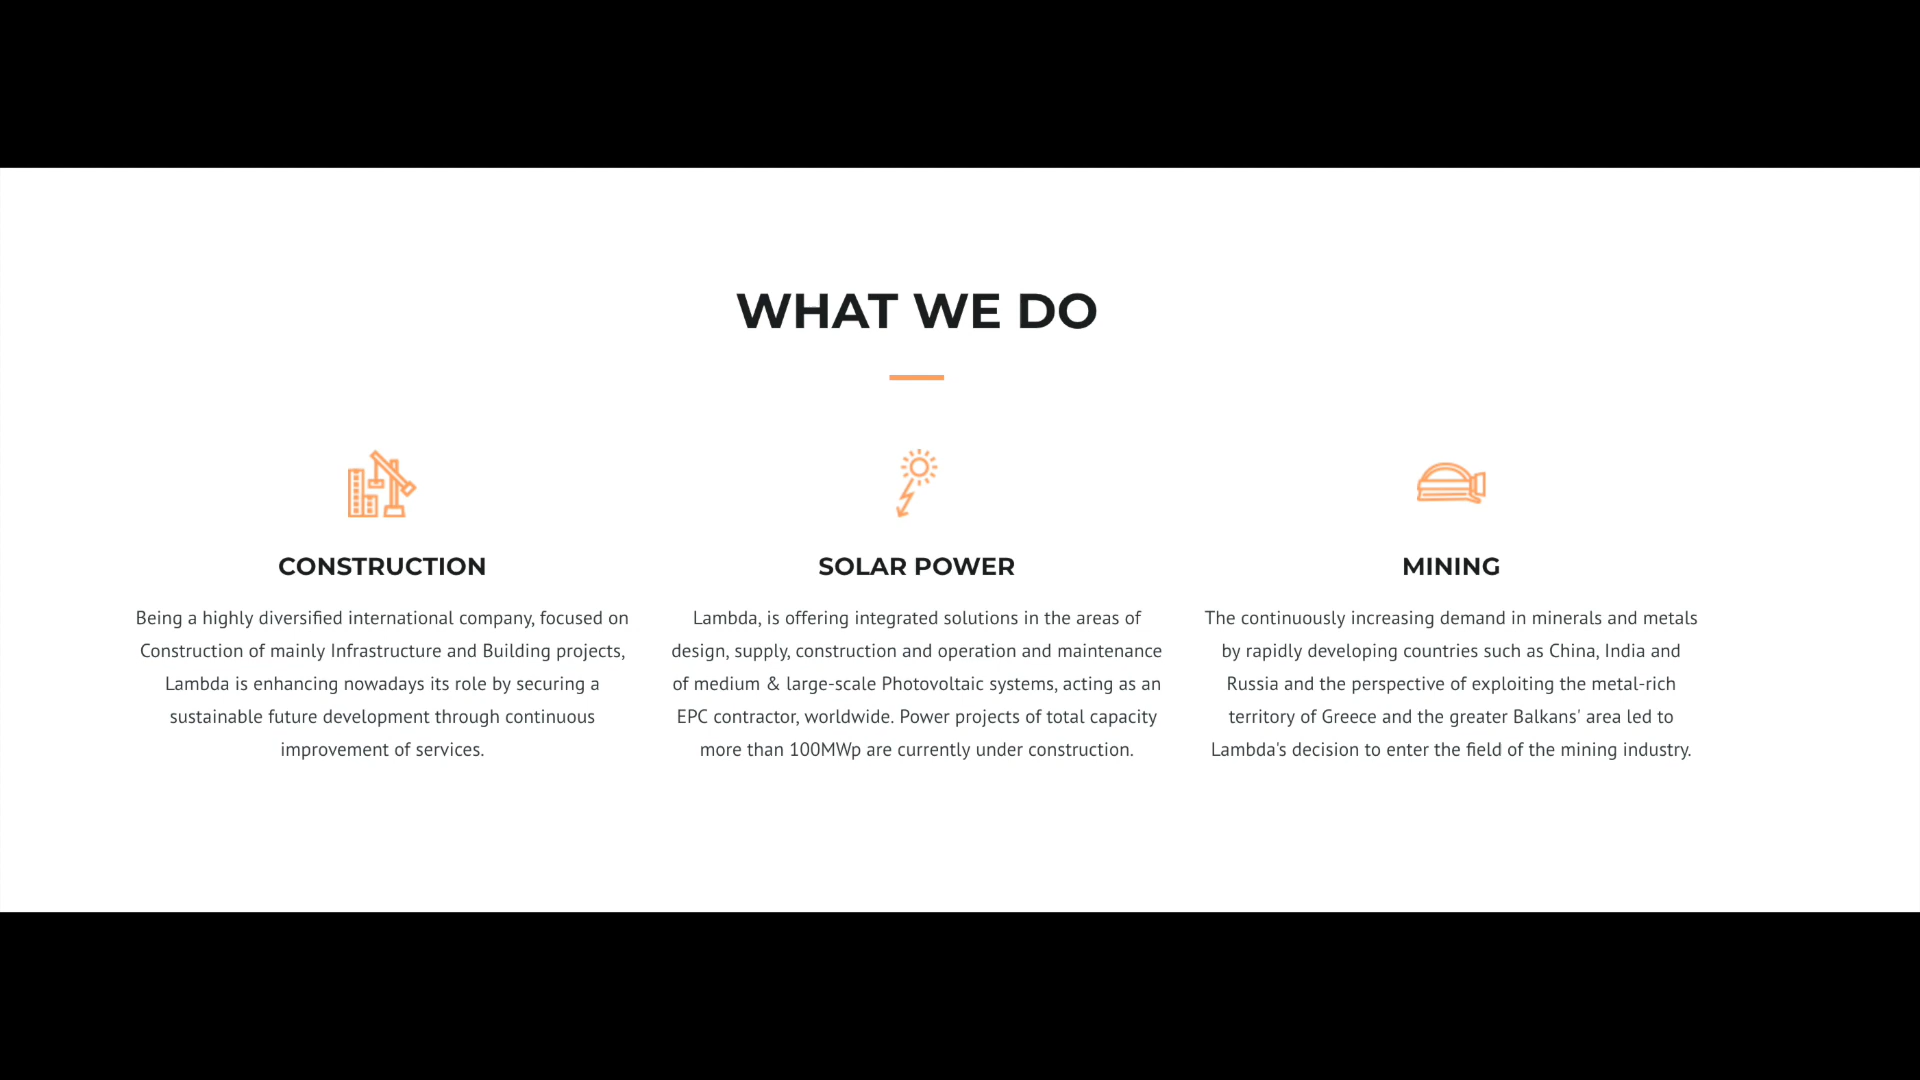 WHAT WE DO
CONSTRUCTION
Being a highly diversified international company, focused on
Construction of mainly Infrastructure and Building projects,
Lambda is enhancing nowadays its role by securing a
sustainable future development through continuous
improvement of services.
SOLAR POWER
Lambda, is offering integrated solutions in the areas of
design, supply, construction and operation and maintenance
of medium & large-scale Photovoltaic systems, acting as an
EPC contractor, worldwide. Power projects of total capacity
more than 100MWp are currently under construction.
MINING
The continuously increasing demand in minerals and metals
by rapidly developing countries such as China, India and
Russia and the perspective of exploiting the metal-rich
territory of Greece and the greater Balkans' area led to
Lambda's decision to enter the field of the mining industry.